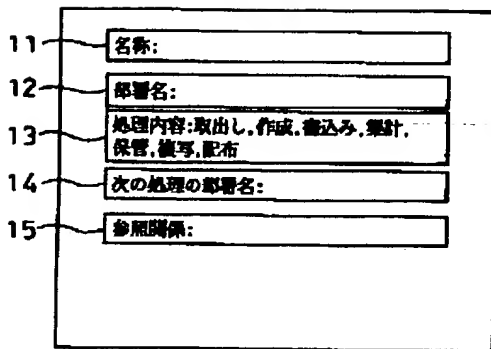 11 名称:
12 部署名:
13 処理内容:取出し,作成,書込み,集計,
保管,複写,配布
14 次の処理の部署名:
15 参照関係: